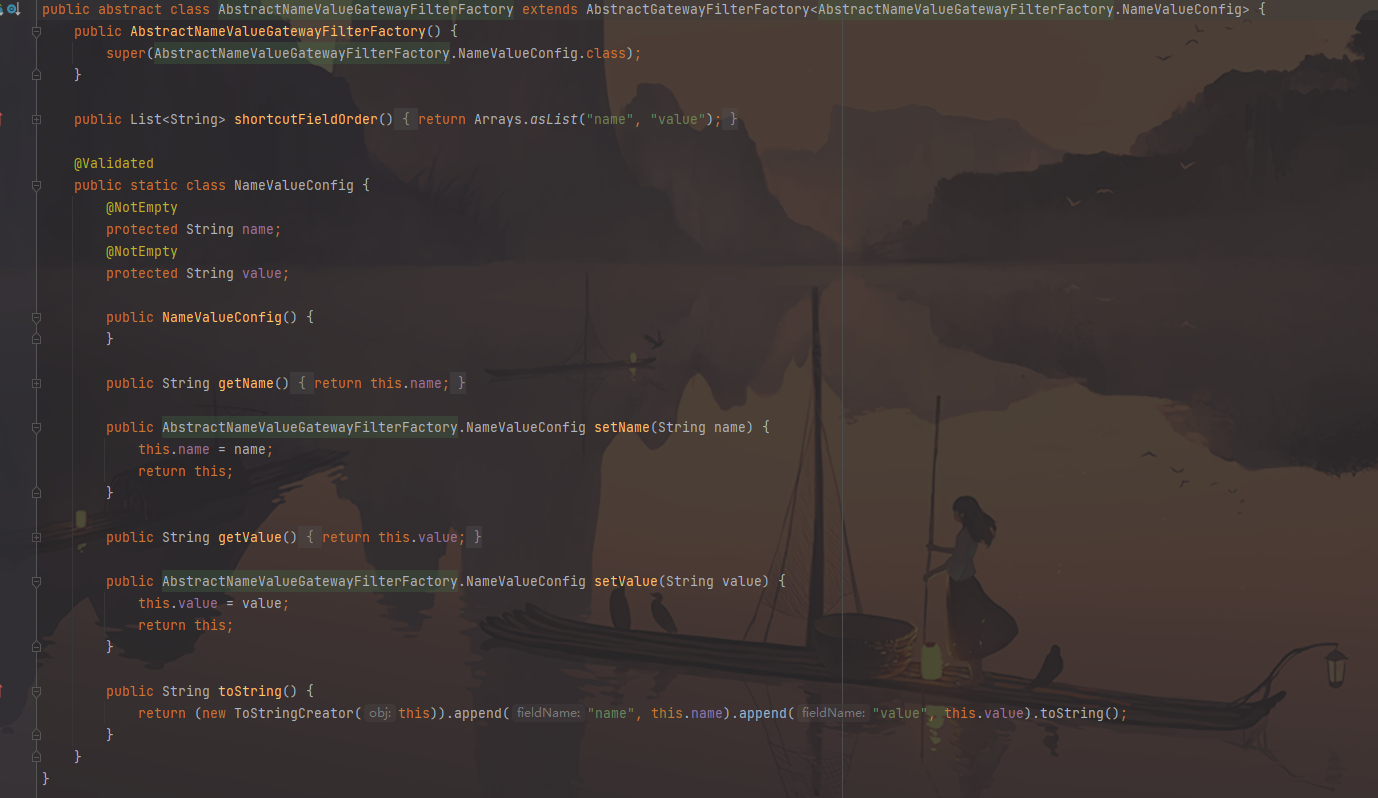 public abstract class AbstractNameValueGatewayFilterFactory extends AbstractGatewayFilterFactory<AbstractNameValueGatewayFilterFactory.NameValueConfig> {
    public AbstractNameValueGatewayFilterFactory() {
        super(AbstractNameValueGatewayFilterFactory.NameValueConfig.class);
    }
    public List<String> shortcutFieldOrder() { return Arrays.asList("name", "value"); }
    @Validated
    public static class NameValueConfig {
        @NotEmpty
        protected String name;
        @NotEmpty
        protected String value;
        public NameValueConfig() {
        }
        public String getName() { return this.name; }
        public AbstractNameValueGatewayFilterFactory.NameValueConfig setName(String name) {
            this.name = name;
            return this;
        }
        public String getValue() { return this.value; }
        public AbstractNameValueGatewayFilterFactory.NameValueConfig setValue(String value) {
            this.value = value;
            return this;
        }
        public String toString() {
            return (new ToStringCreator( obj: this)).append( fieldName: "name", this.name).append( fieldName: "value", this.value).toString();
        }
    }
}